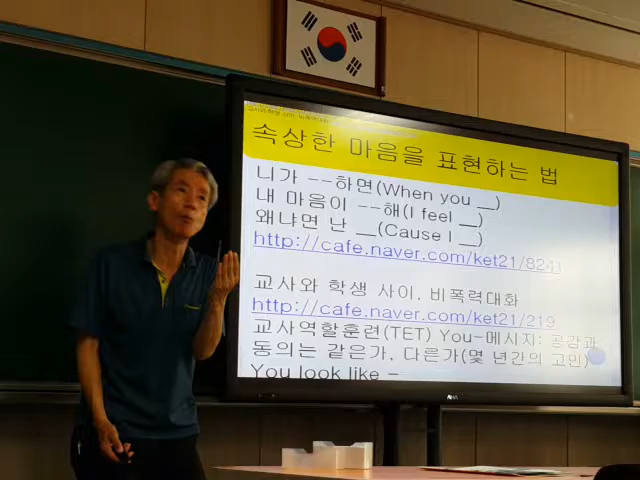 속상한 마음을 표현하는 법
니가 --하면(When you __)
내 마음이 --해(I feel __)
왜냐면 난 __(Cause I __)
http://cafe.naver.com/ket21/8241
교사와 학생 사이. 비폭력대화
http://cafe.naver.com/ket21/219
교사역할훈련(TET) You-메시지: 공감과
동의는 같은가. 다른가(몇 년간의 고민)
You look like -